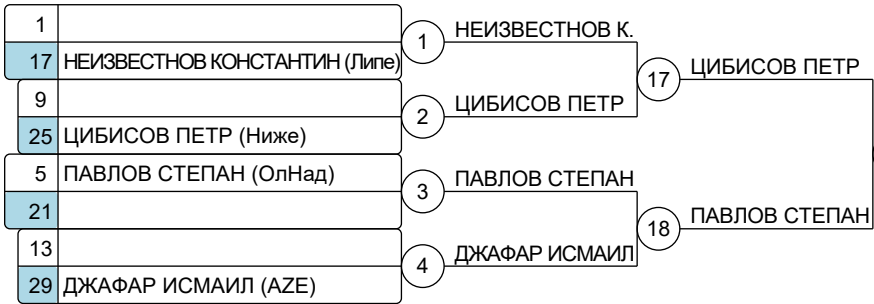 1
17 НЕИЗВЕСТНОВ КОНСТАНТИН (Липе)
9
25 ЦИБИСОВ ПЕТР (Ниже)
5 ПАВЛОВ СТЕПАН (ОлНад)
21
13
29 ДЖАФАР ИСМАИЛ (AZE)
1 НЕИЗВЕСТНОВ К.
2 ЦИБИСОВ ПЕТР
3 ПАВЛОВ СТЕПАН
4 ДЖАФАР ИСМАИЛ
17 ЦИБИСОВ ПЕТР
18 ПАВЛОВ СТЕПАН